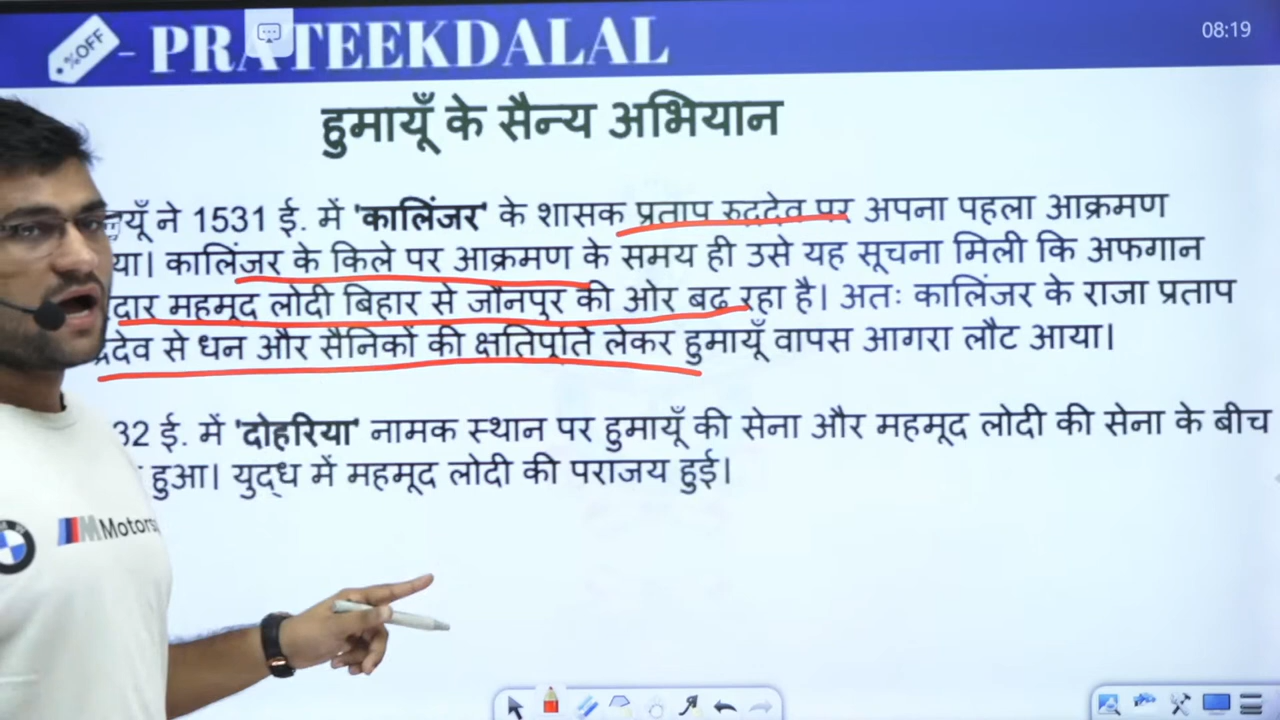 %OFF - PRATEEKDALAL
08:19
हुमायूँ के सैन्य अभियान
ने 1531 ई. में 'कालिंजर' के शासक प्रताप रुद्रदेव पर अपना पहला आक्रमण
कालिंजर के किले पर आक्रमण के समय ही उसे यह सूचना मिली कि अफगान
महमूद लोदी बिहार से जौनपुर की ओर बढ रहा है। अतः कालिंजर के राजा प्रताप
से धन और सैनिकों की क्षतिपूर्ति लेकर हुमायूँ वापस आगरा लौट आया।
32 ई. में 'दोहरिया' नामक स्थान पर हुमायूँ की सेना और महमूद लोदी की सेना के बीच
हुआ। युद्ध में महमूद लोदी की पराजय हुई।
Motors